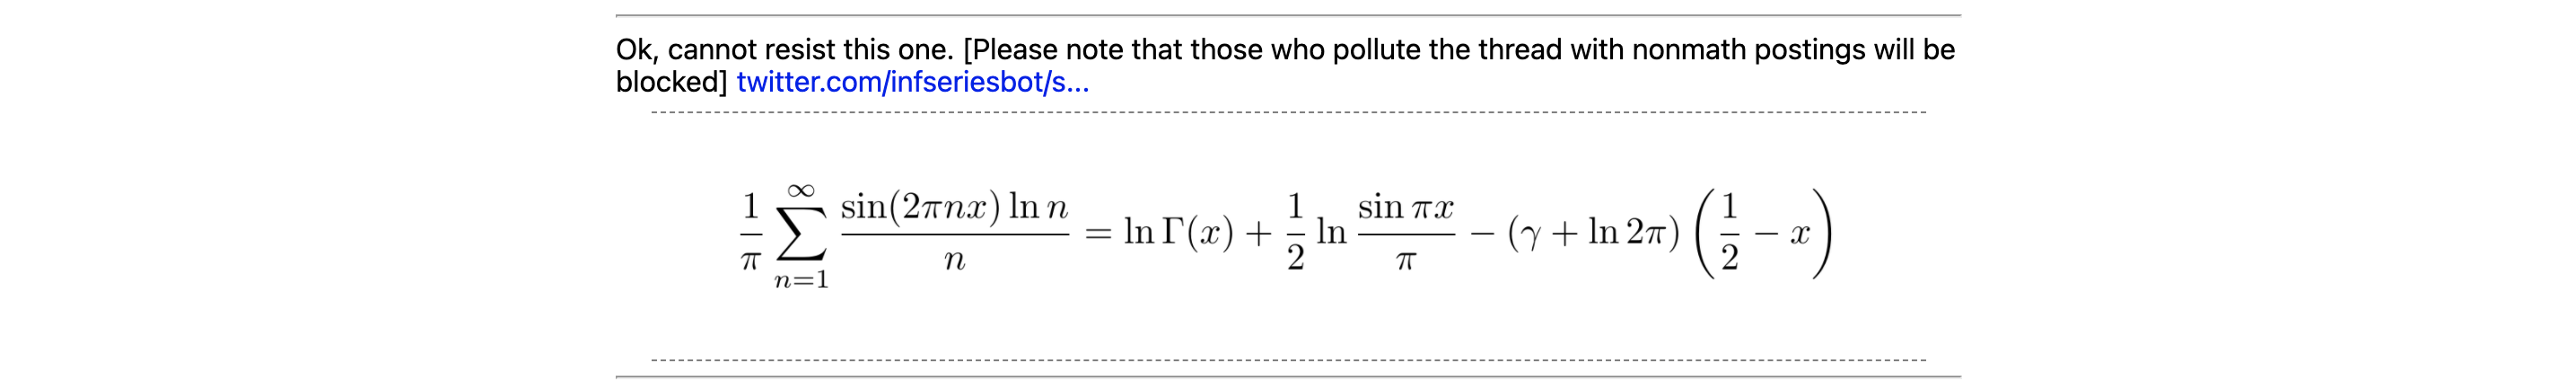 Ok, cannot resist this one. [Please note that those who pollute the thread with nonmath postings will be
blocked] twitter.com/infseriesbot/s...
\frac{1}{\pi} \sum_{n=1}^{\infty} \frac{\sin(2\pi nx) \ln n}{n} = \ln \Gamma(x) + \frac{1}{2} \ln \frac{\sin \pi x}{\pi} - (\gamma + \ln 2\pi) \left( \frac{1}{2} - x \right)